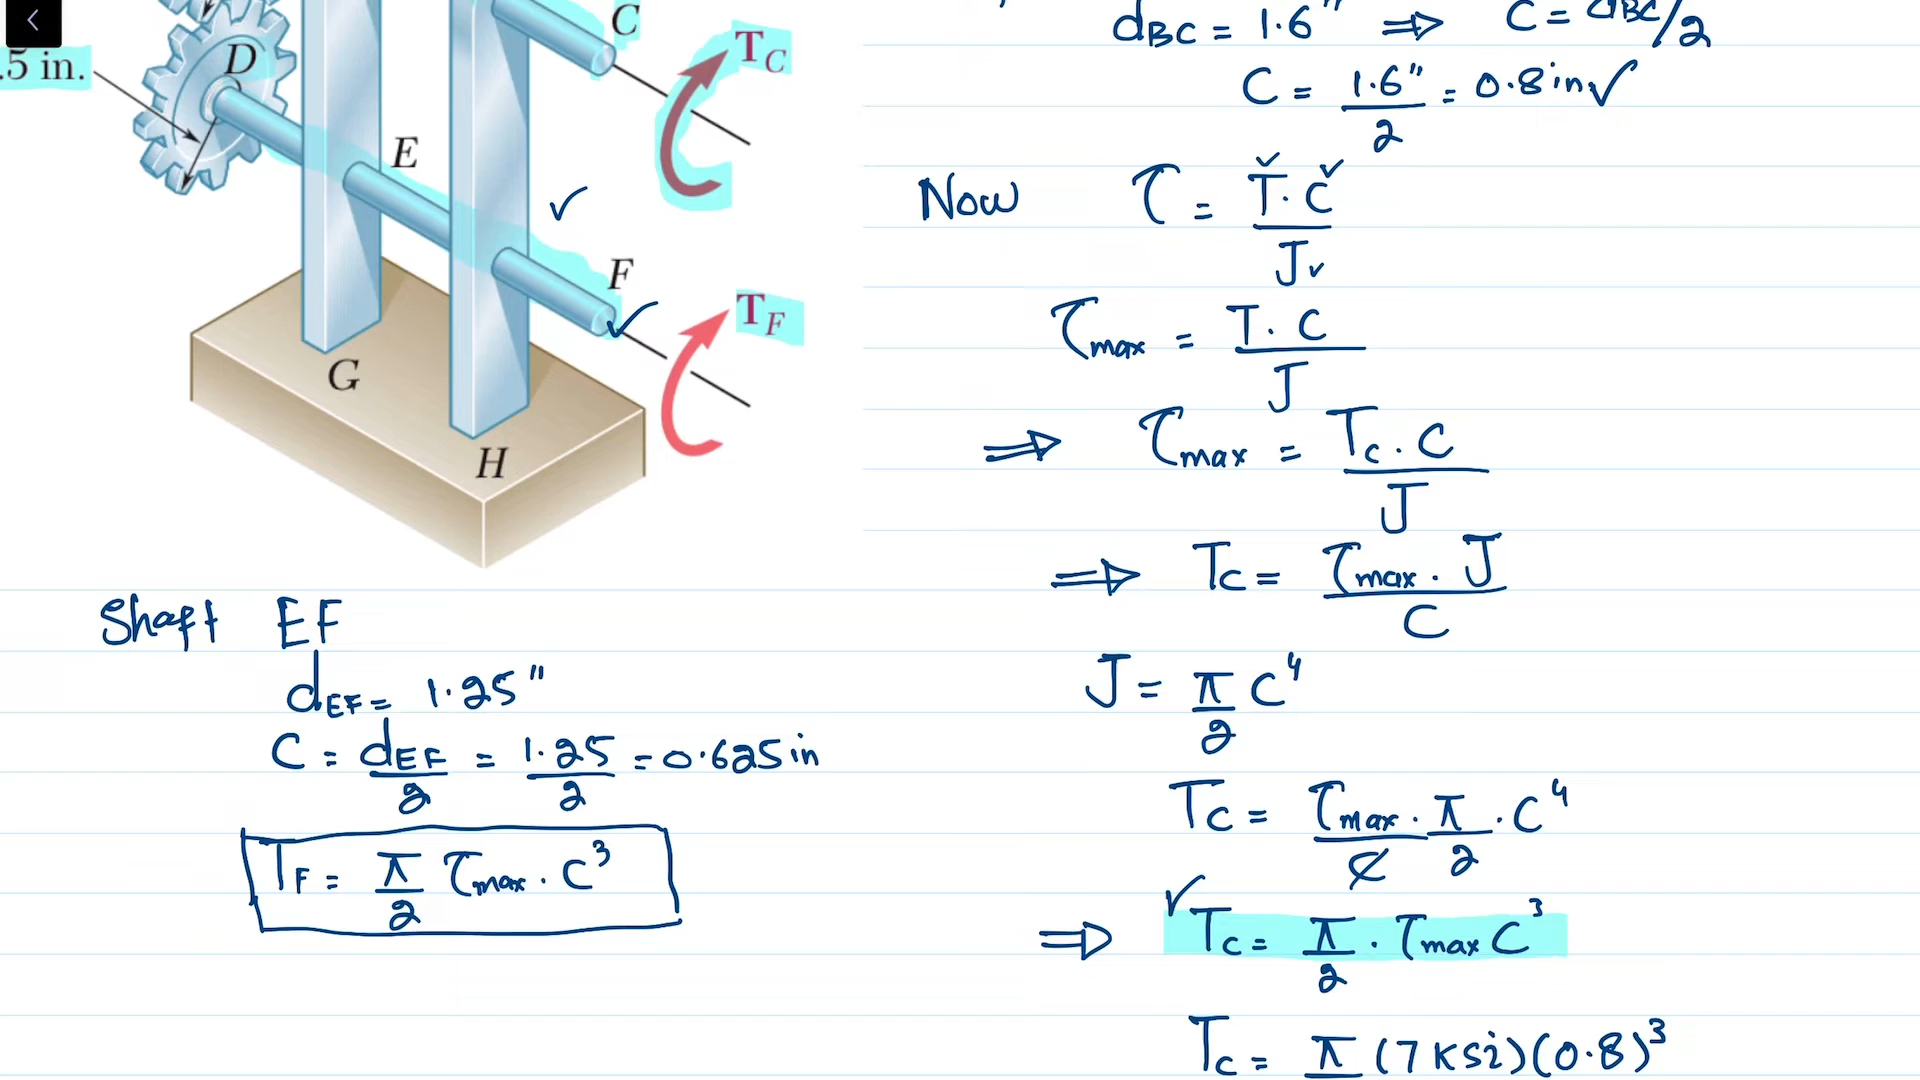 C
T_C
.5 in.
D
E
F
T_F
G
H
Shaft EF
d_EF = 1.25"
C = d_EF/2 = 1.25/2 = 0.625 in
T_F = π/2 τ_max · C³
d_BC = 1.6" ⇒ C = d_BC/2
C = 1.6"/2 = 0.8 in ✓
Now τ = T·C/J
τ_max = T·C/J
⇒ τ_max = T_C·C/J
⇒ T_C = τ_max·J/C
J = π/2 C⁴
T_C = τ_max/C · π/2 · C⁴
⇒ T_C = π/2 · τ_max C³
T_C = π (7 ksi)(0.8)³